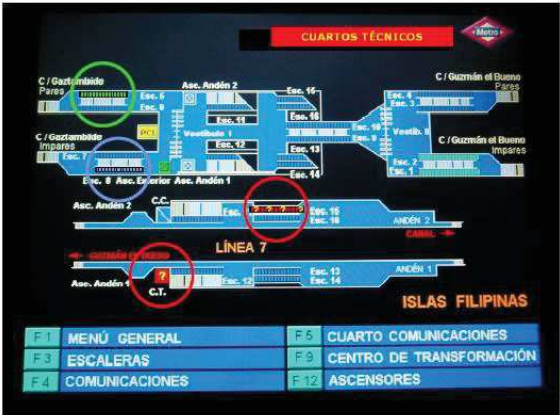 CUARTOS TÉCNICOS
Metro
C / Gaztambide
Pares
Asc. Andén 2
Esc. 5
Esc. 6
Esc. 15
Esc. 16
Esc. 4
Esc. 3
C / Guzmán el Bueno
Pares
Esc. 11
PC1
Vestíbulo 1
Esc. 10
Esc. 9
Vestib. 8
C / Gaztambide
Impares
Esc. 12
Esc. 13
Esc. 14
C / Guzmán el Bueno
Impares
Esc. 2
Esc. 1
Esc. 8
Asc. Exterior
Asc. Andén 1
Asc. Andén 2
C.C.
Esc.
Esc. 15
Esc. 16
ANDÉN 2
CANAL
LÍNEA 7
GUZMÁN EL BUENO
?
Asc. Andén 1
C.T.
Esc. 12
Esc. 13
Esc. 14
ANDÉN 1
ISLAS FILIPINAS
F 1 MENÚ GENERAL
F 5 CUARTO COMUNICACIONES
F 3 ESCALERAS
F 9 CENTRO DE TRANSFORMACIÓN
F 4 COMUNICACIONES
F 12 ASCENSORES